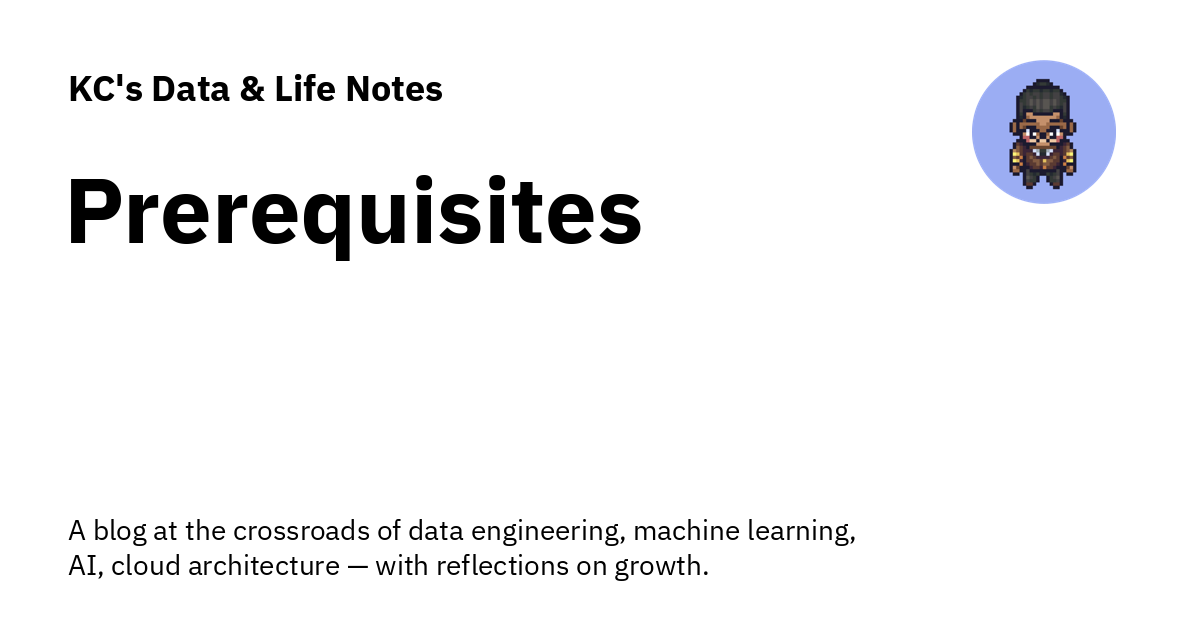 KC's Data & Life Notes
Prerequisites
A blog at the crossroads of data engineering, machine learning,
AI, cloud architecture — with reflections on growth.